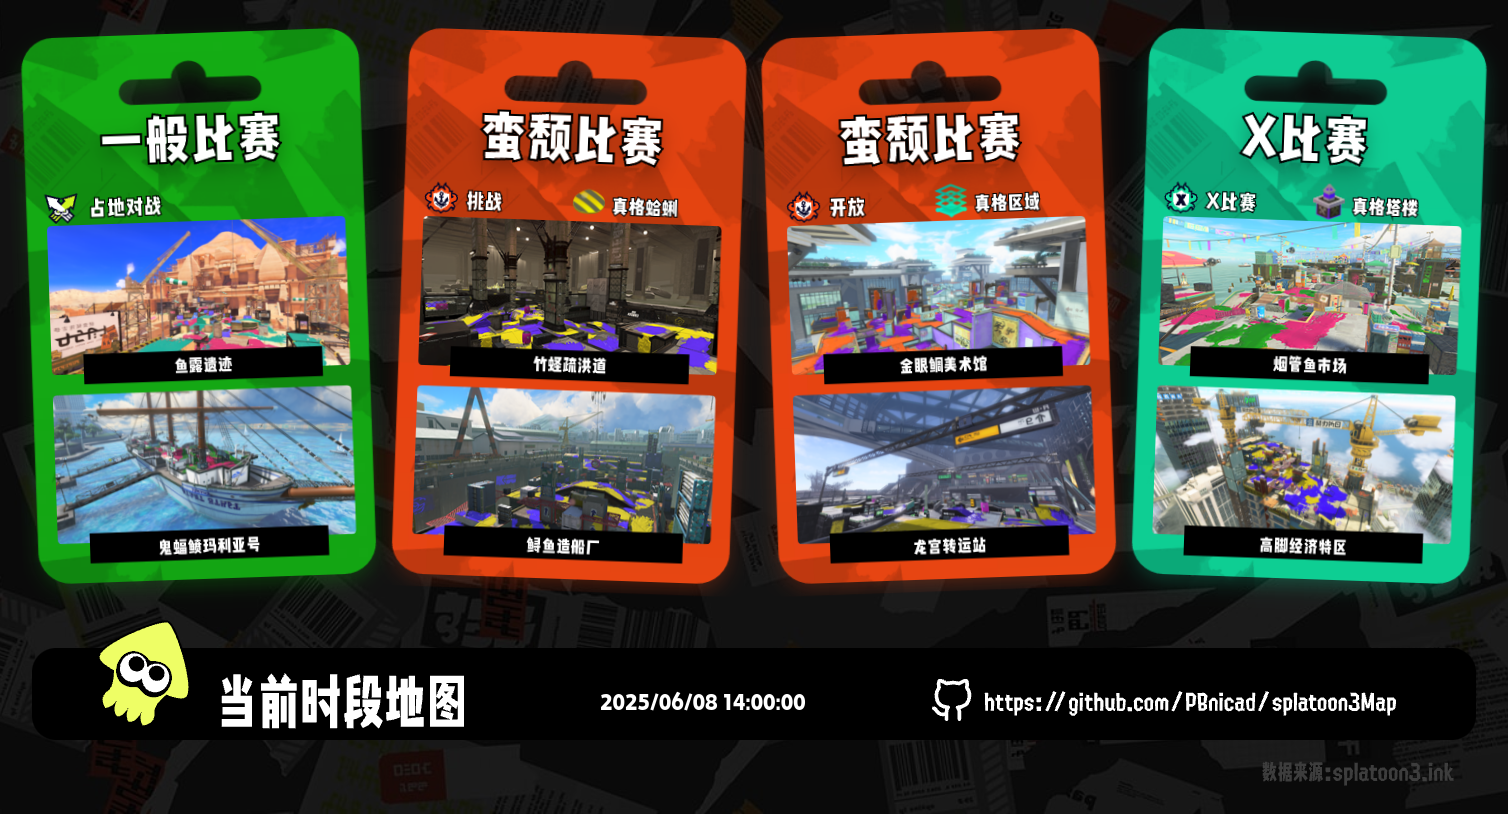 一般比赛
占地对战
鱼露遗迹
鬼蝠鲼玛利亚号
蛮颓比赛
挑战
真格蛤蜊
竹蛏疏洪道
鲟鱼造船厂
蛮颓比赛
开放
真格区域
金眼鲷美术馆
龙宫转运站
X比赛
X比赛
真格塔楼
烟管鱼市场
高脚经济特区
当前时段地图
2025/06/08 14:00:00
https://github.com/PBnicad/splatoon3Map
数据来源:splatoon3.ink